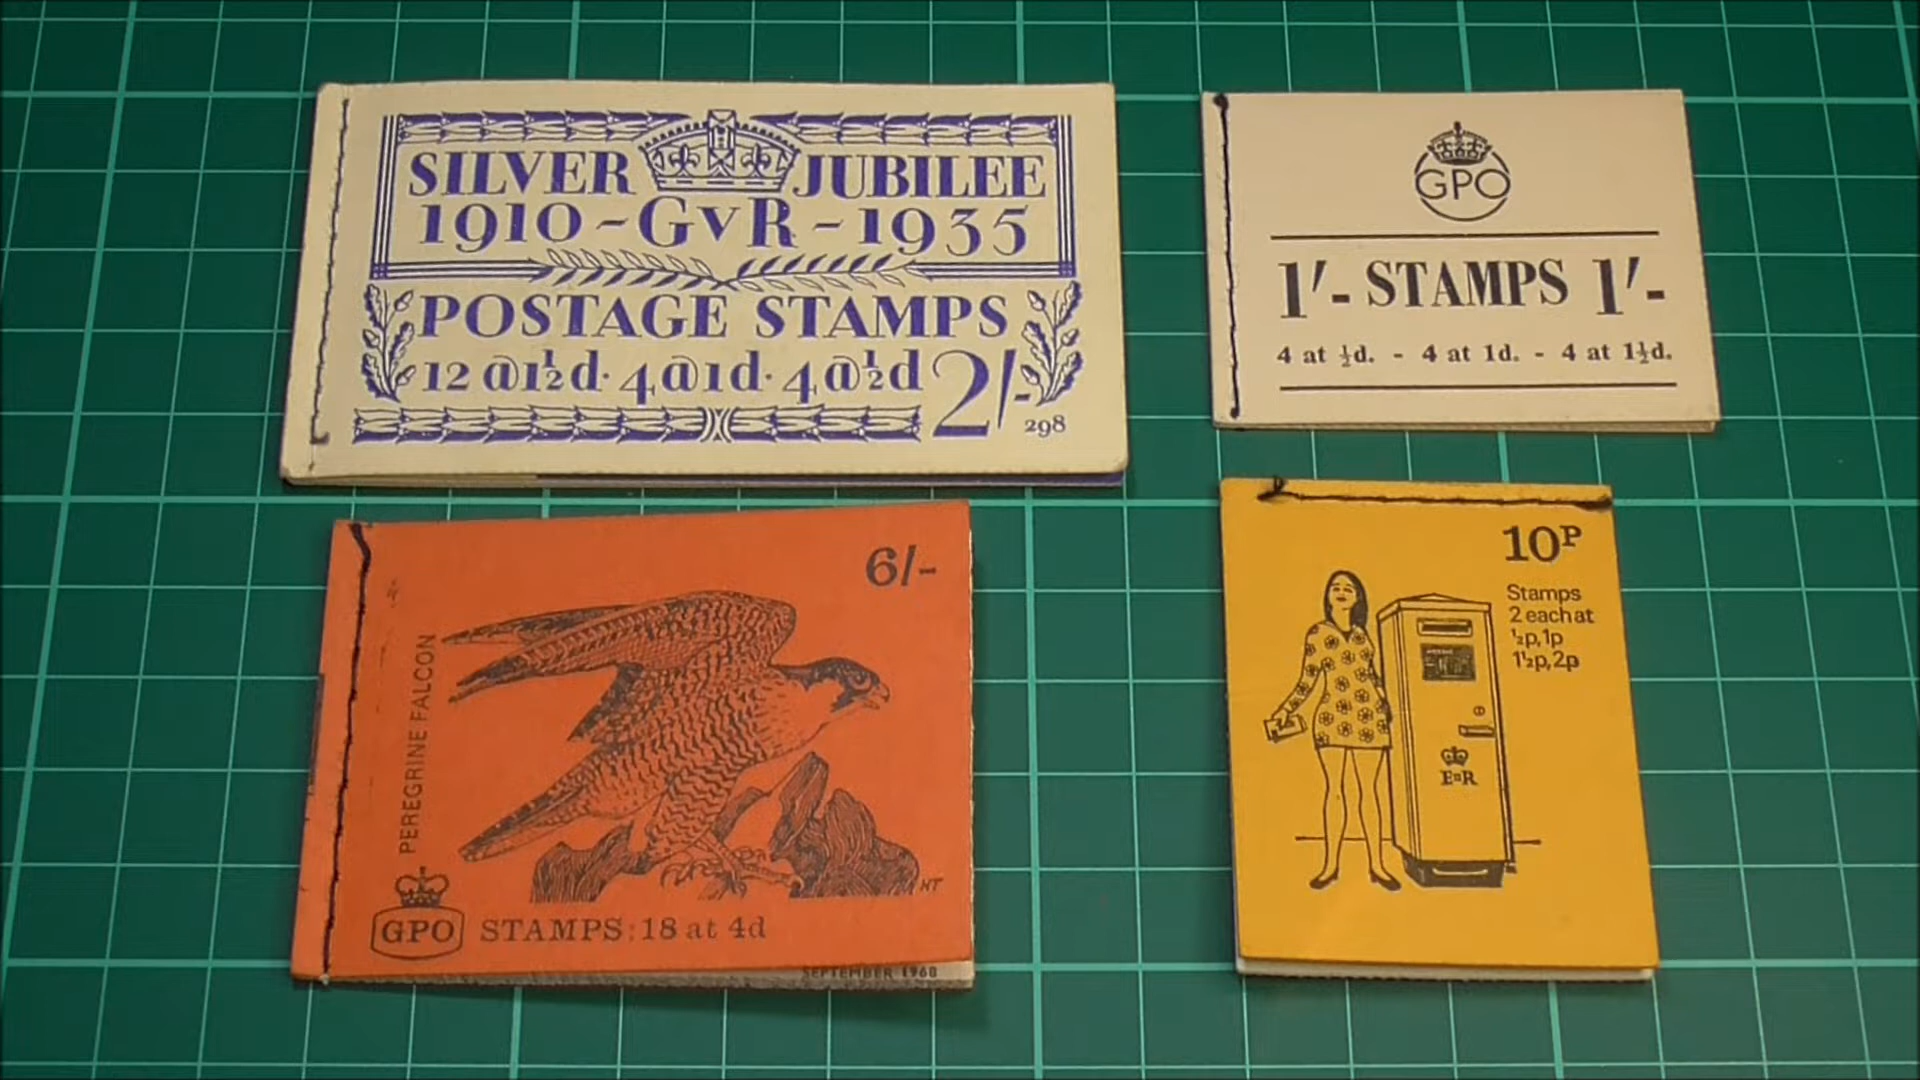 SILVER JUBILEE
1910 - GvR - 1935
POSTAGE STAMPS
12 @ 1½d · 4 @ 1d · 4 @ ½d 2/-
298
GPO
1/- STAMPS 1/-
4 at ½d. - 4 at 1d. - 4 at 1½d.
6/-
PEREGRINE FALCON
HT
GPO STAMPS: 18 at 4d
SEPTEMBER 1968
10P
Stamps
2 each at
½p, 1p
1½p, 2p
EIIR